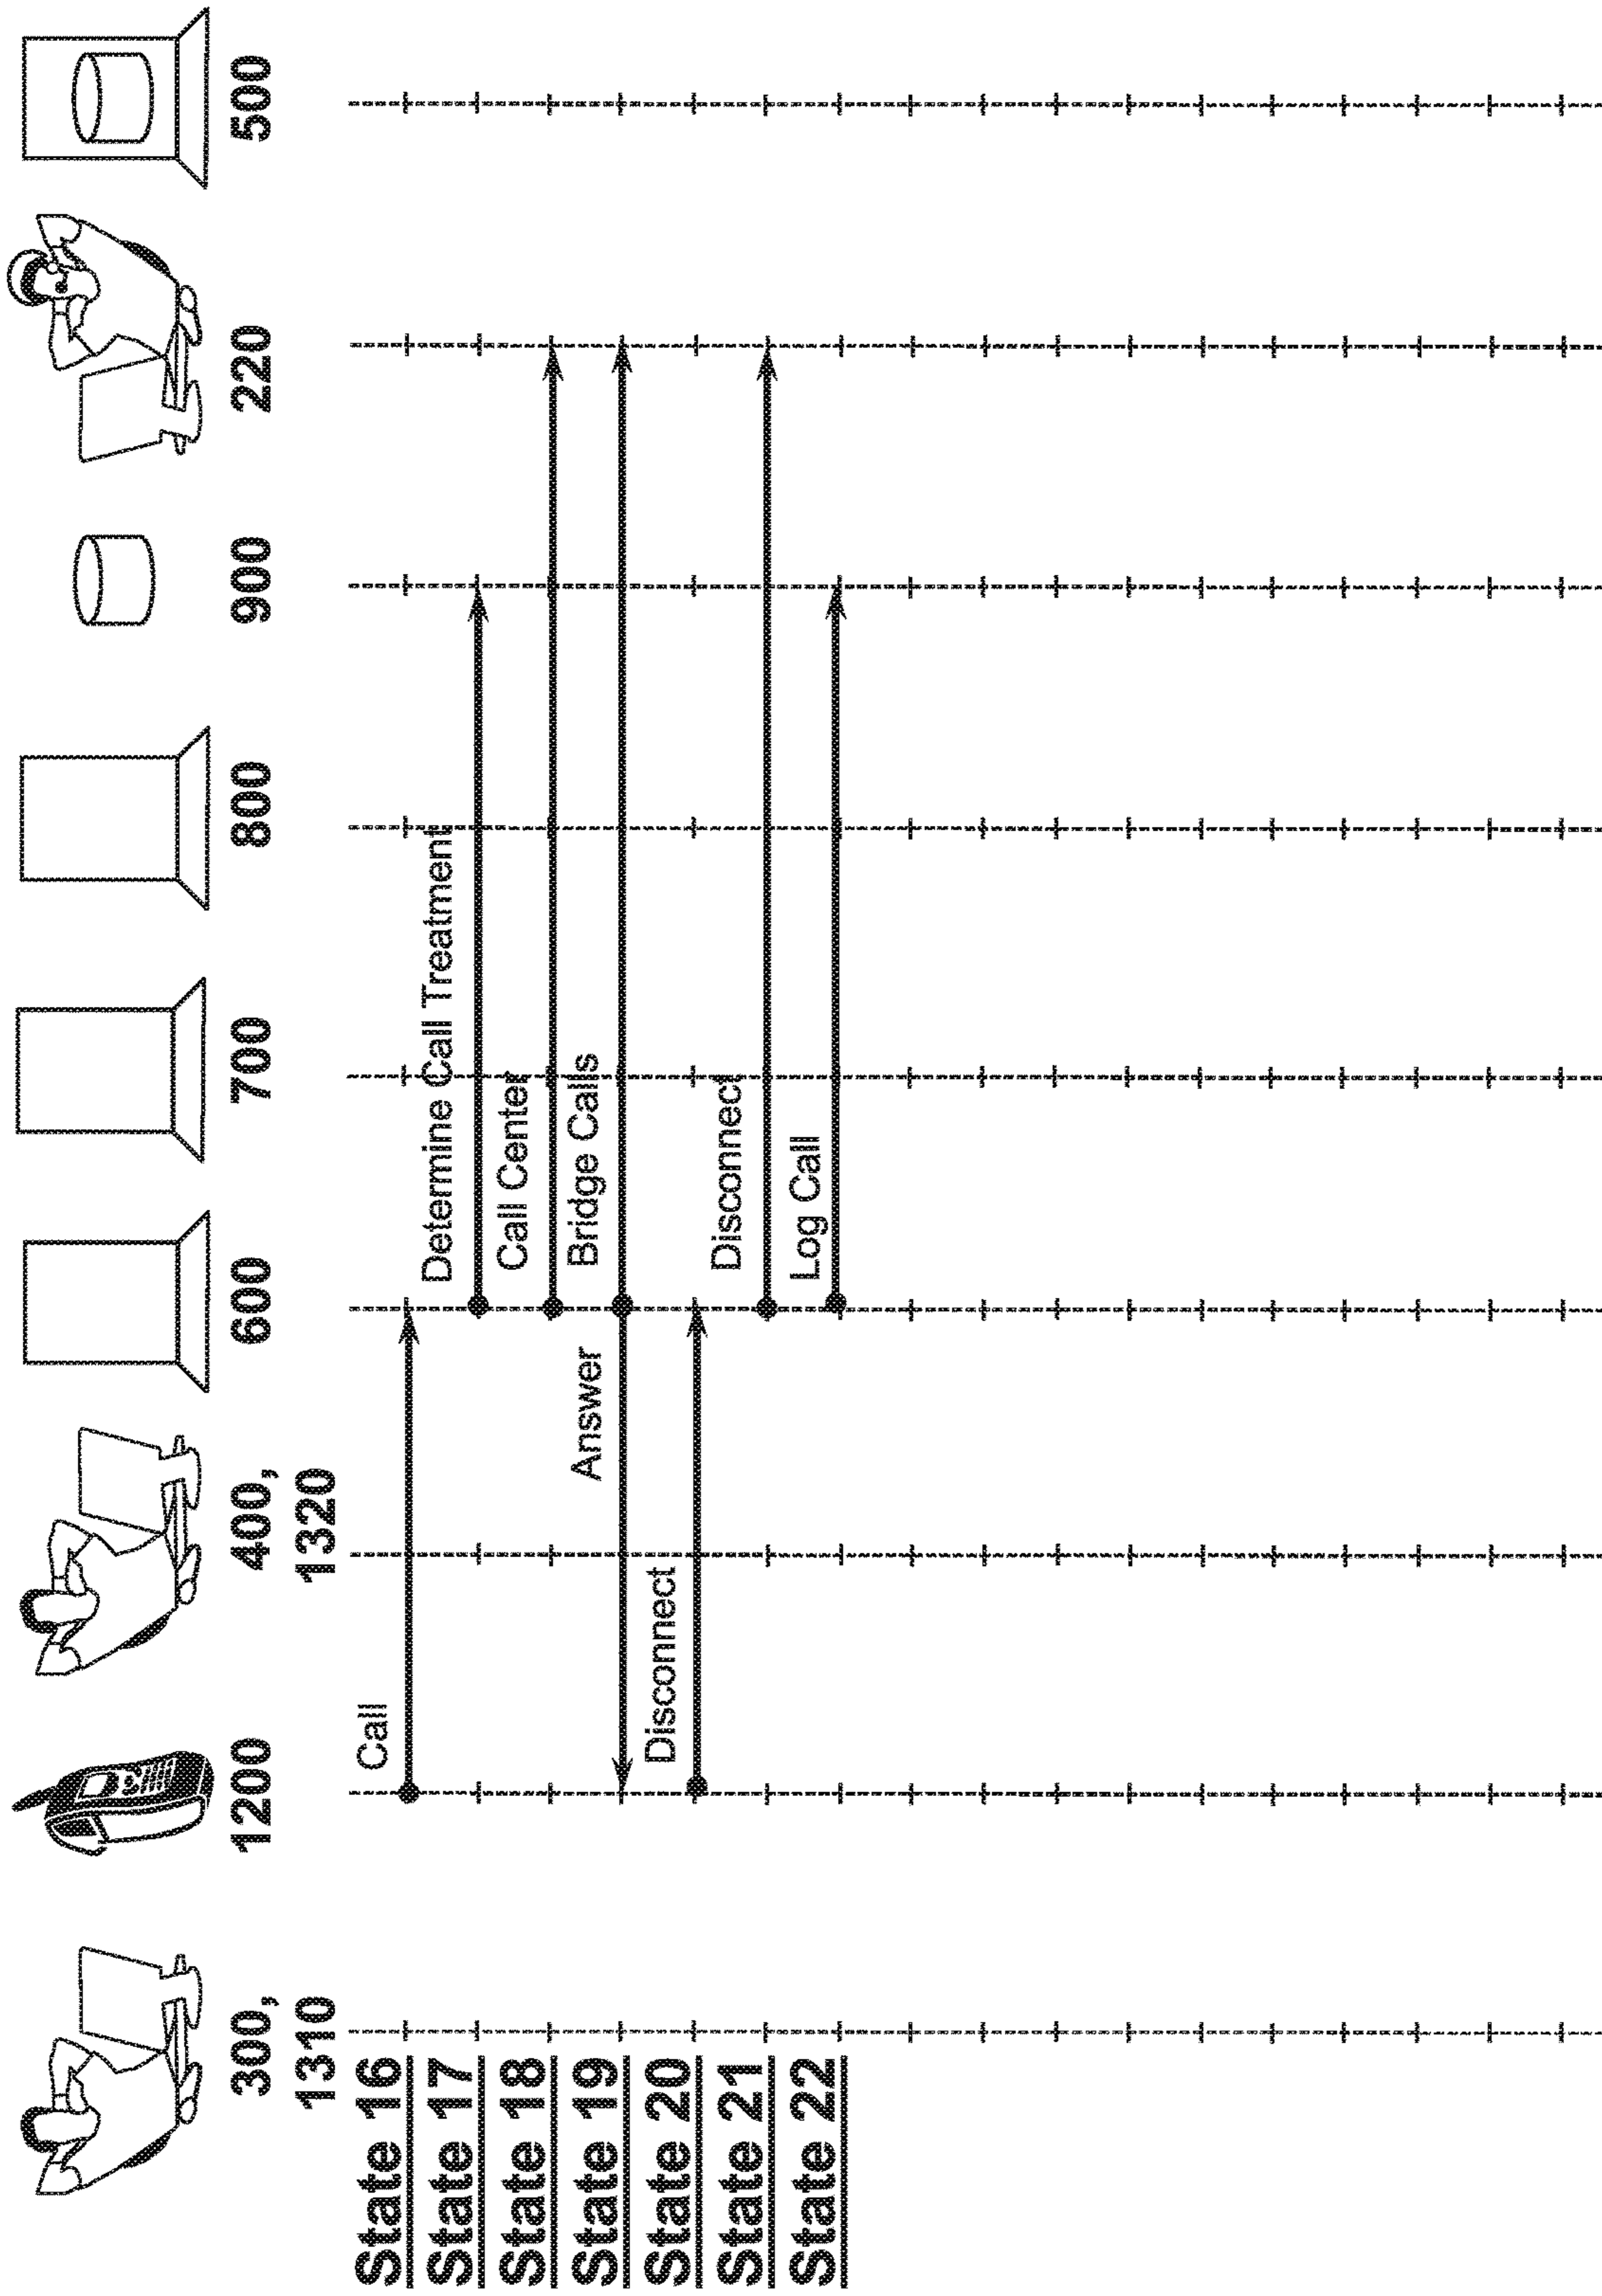 300,
1310
1200
400,
1320
600
700
800
900
220
500
State 16
Call
State 17
Determine Call Treatment
State 18
Call Center
State 19
Answer
Bridge Calls
State 20
Disconnect
State 21
Disconnect
State 22
Log Call